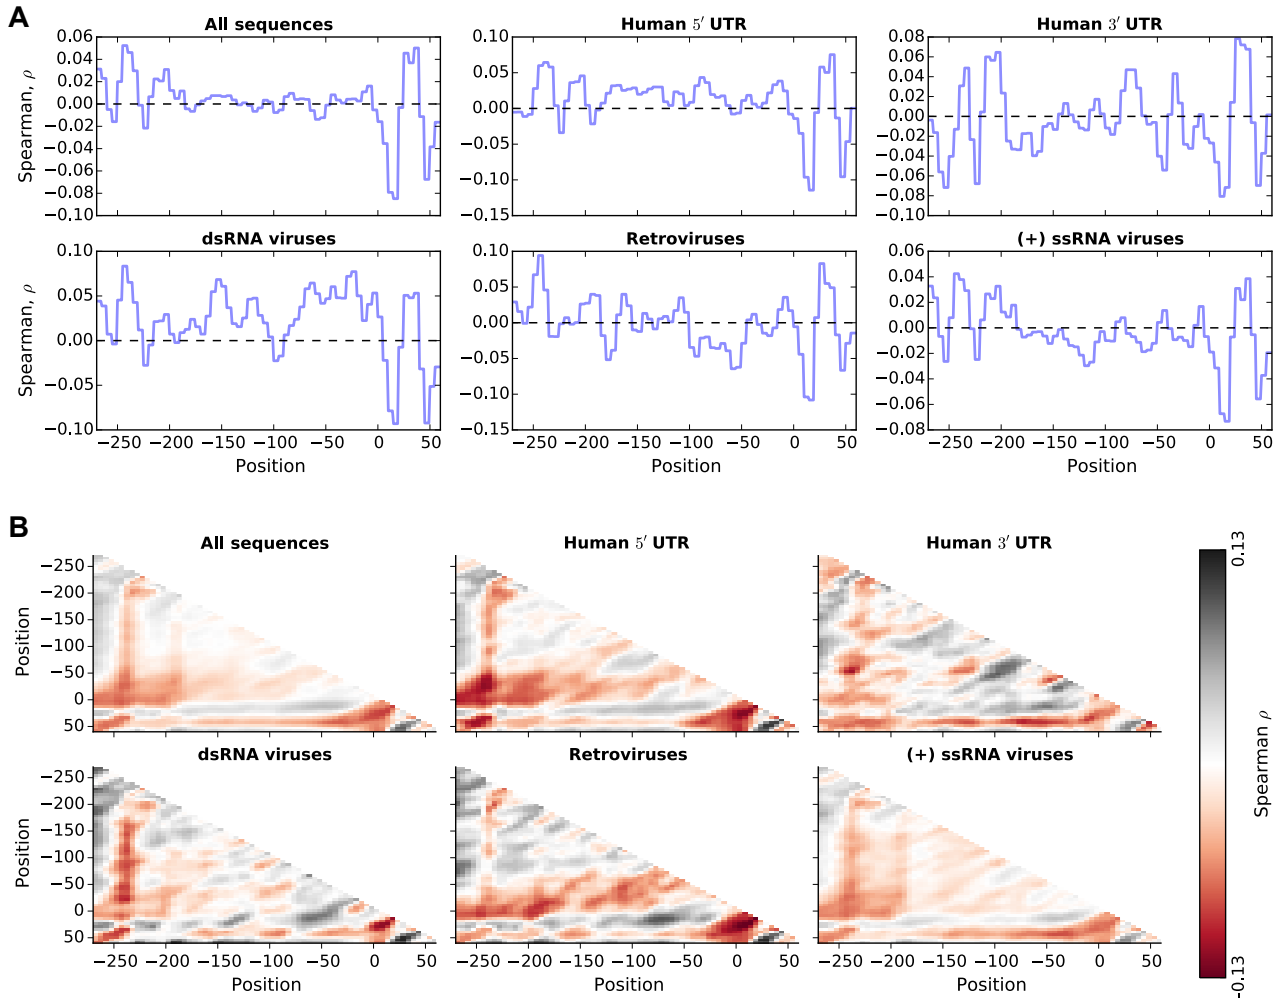 A
All sequences
Human 5′ UTR
Human 3′ UTR
Spearman, ρ
0.06
0.04
0.02
0.00
−0.02
−0.04
−0.06
−0.08
−0.10
0.10
0.05
0.00
−0.05
−0.10
−0.15
0.08
0.06
0.04
0.02
0.00
−0.02
−0.04
−0.06
−0.08
−0.10
dsRNA viruses
Retroviruses
(+) ssRNA viruses
Spearman, ρ
0.10
0.05
0.00
−0.05
−0.10
0.10
0.05
0.00
−0.05
−0.10
−0.15
0.06
0.04
0.02
0.00
−0.02
−0.04
−0.06
−0.08
−250 −200 −150 −100 −50 0 50
−250 −200 −150 −100 −50 0 50
−250 −200 −150 −100 −50 0 50
Position
Position
Position
B
All sequences
Human 5′ UTR
Human 3′ UTR
Position
−250
−200
−150
−100
−50
0
50
dsRNA viruses
Retroviruses
(+) ssRNA viruses
Position
−250
−200
−150
−100
−50
0
50
−250 −200 −150 −100 −50 0 50
−250 −200 −150 −100 −50 0 50
−250 −200 −150 −100 −50 0 50
Position
Position
Position
0.13
Spearman ρ
−0.13